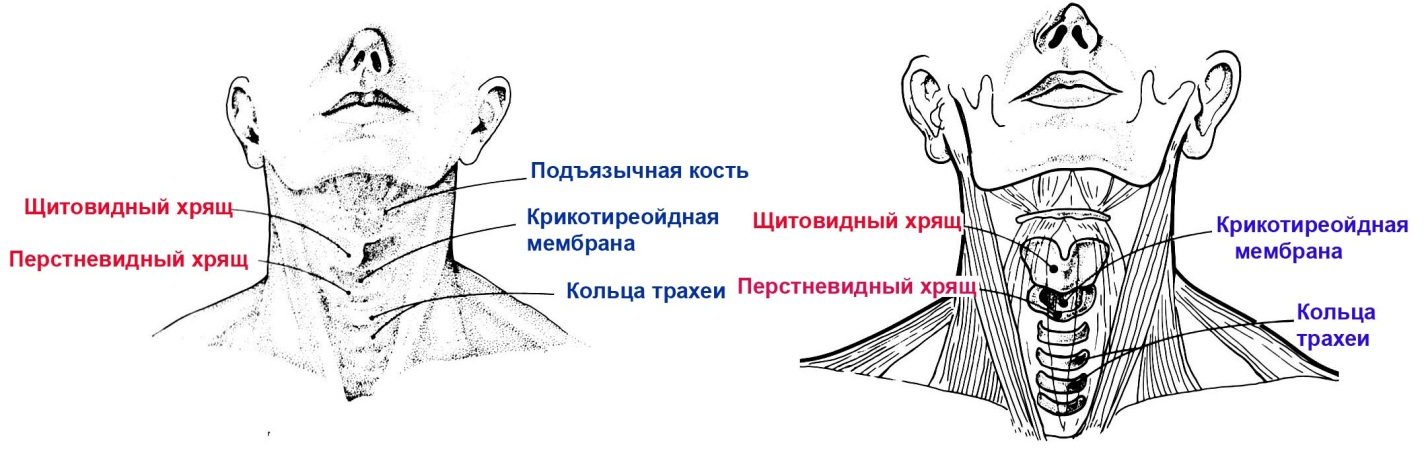 Подъязычная кость
Щитовидный хрящ
Крикотиреойдная
мембрана
Перстневидный хрящ
Кольца трахеи
Щитовидный хрящ
Крикотиреойдная
мембрана
Перстневидный хрящ
Кольца
трахеи